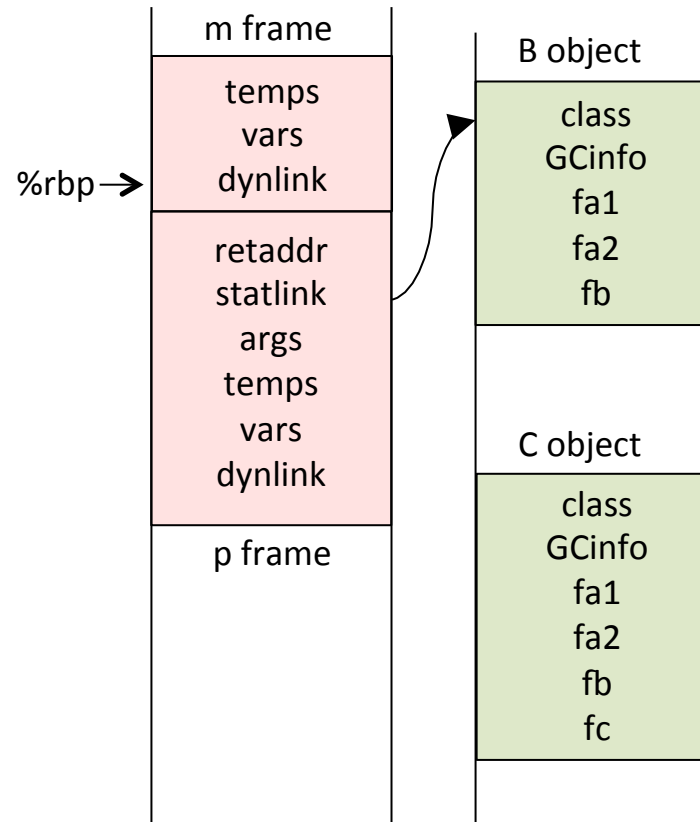 m frame
temps
vars
dynlink
%rbp
retaddr
statlink
args
temps
vars
dynlink
p frame
B object
class
GCinfo
fa1
fa2
fb
C object
class
GCinfo
fa1
fa2
fb
fc